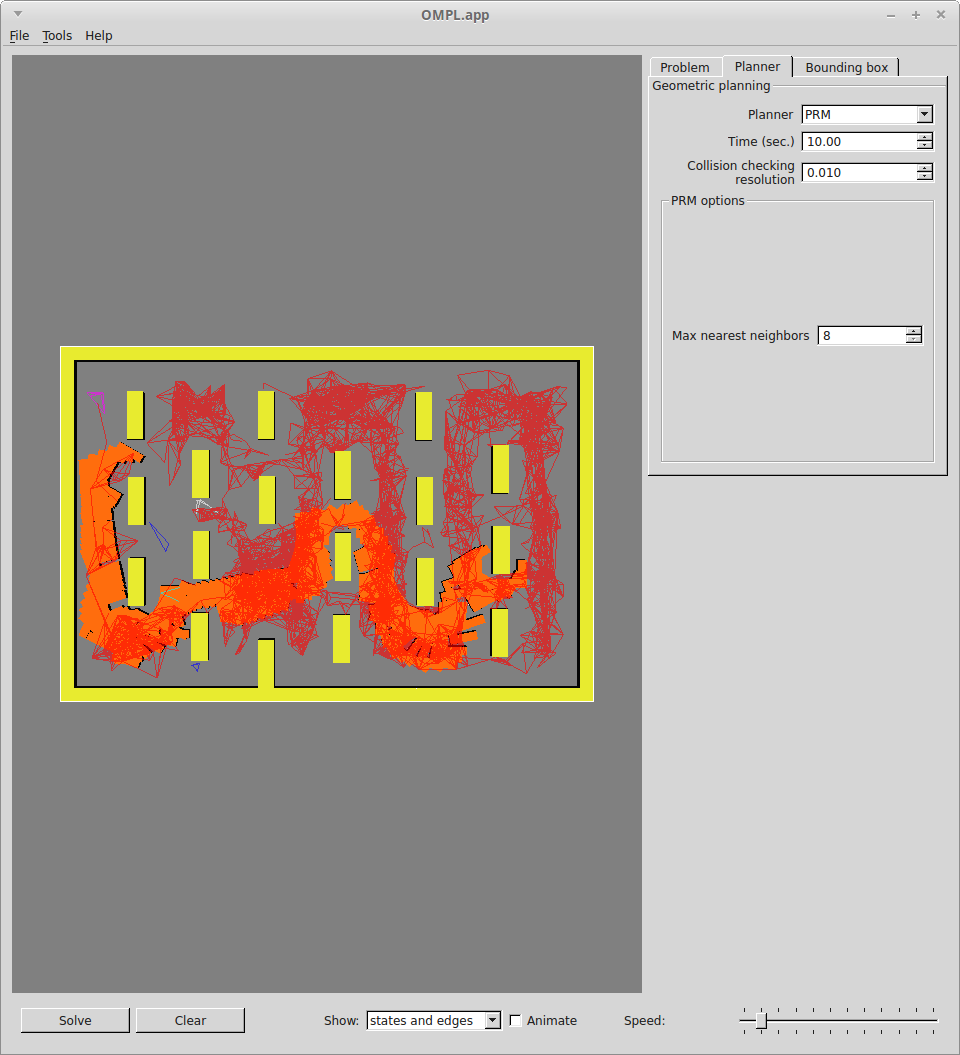 OMPL.app
File Tools Help
Problem Planner Bounding box
Geometric planning
Planner PRM
Time (sec.) 10.00
Collision checking
resolution 0.010
PRM options
Max nearest neighbors 8
Solve Clear Show: states and edges Animate Speed: